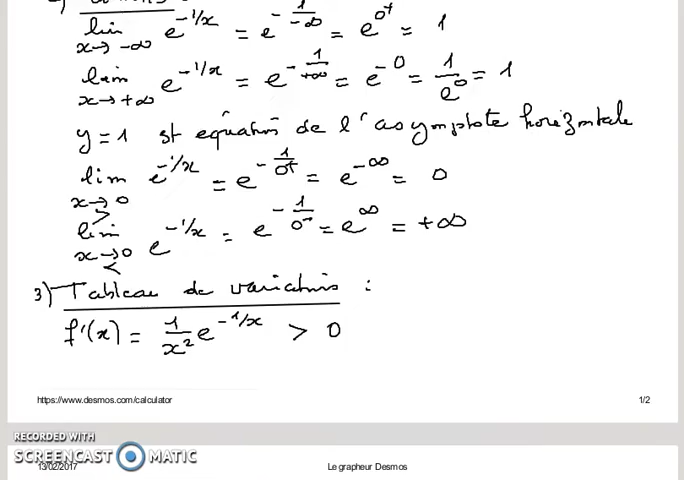 lim e^-1/x = e^-1/-∞ = e^0+ = 1
x→-∞
lim e^-1/x = e^-1/+∞ = e^-0 = 1/e^0 = 1
x→+∞
y = 1 st équation de l'asymptote horizontale
lim e^-1/x = e^-1/0+ = e^-∞ = 0
x→0
>
lim e^-1/x = e^-1/0- = e^∞ = +∞
x→0
<
3) Tableau de variations :
f'(x) = 1/x² e^-1/x > 0
https://www.desmos.com/calculator 1/2
RECORDED WITH
SCREENCAST MATIC
13/02/2017 Le grapheur Desmos